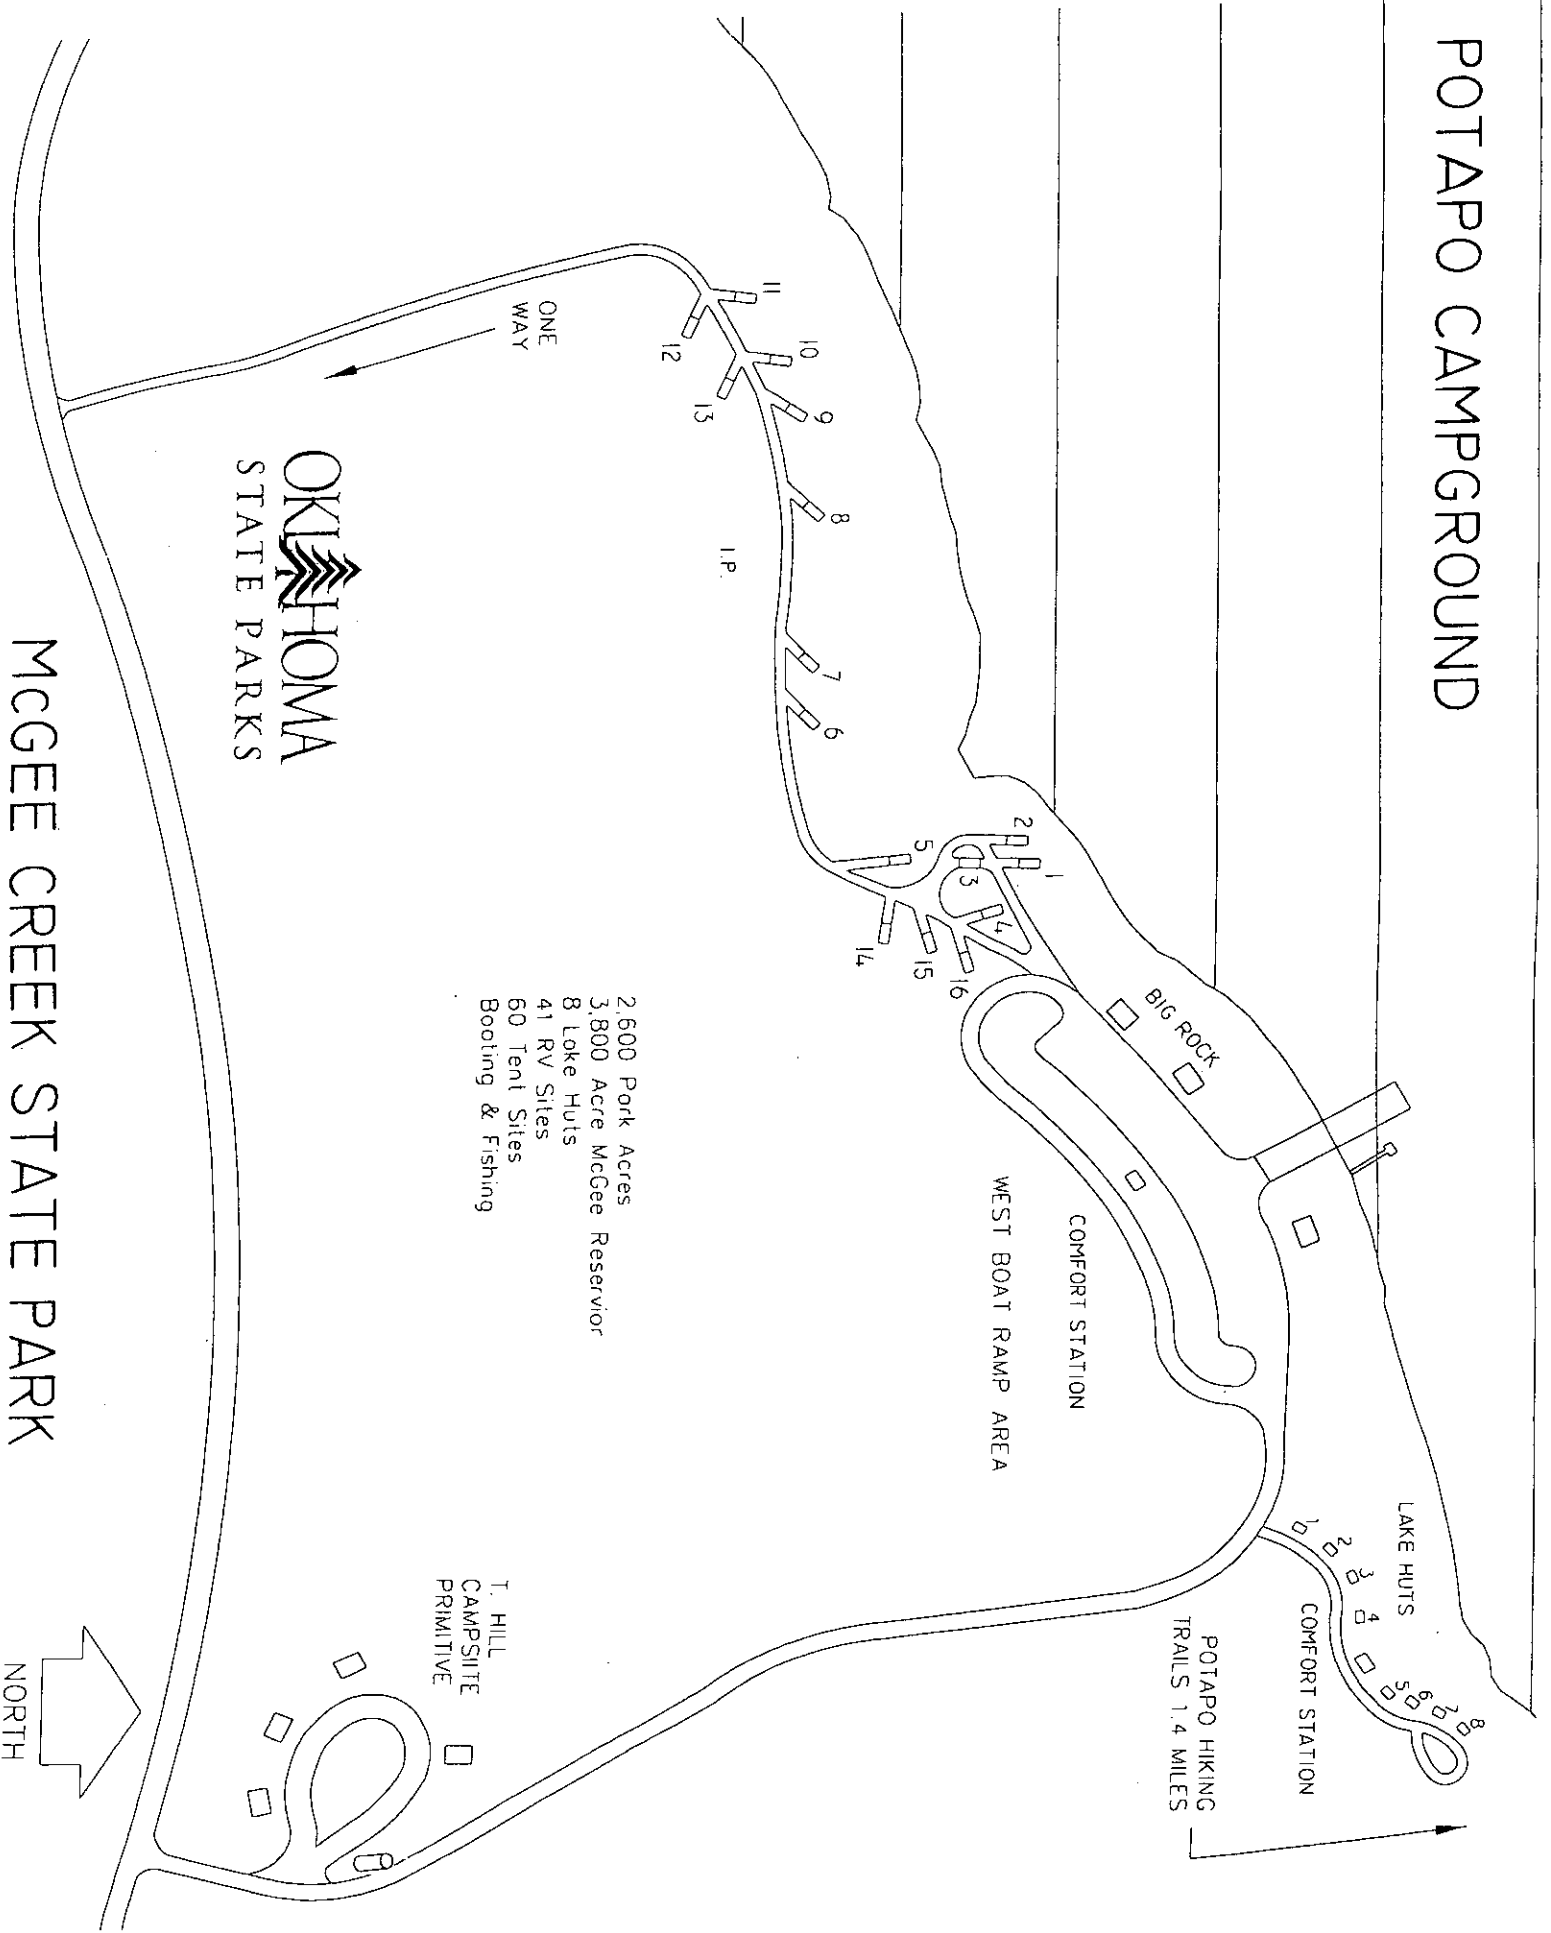 POTAPO CAMPGROUND
LAKE HUTS
1
2
3
4
5
6
7
8
COMFORT STATION
POTAPO HIKING
TRAILS 1.4 MILES
BIG ROCK
COMFORT STATION
WEST BOAT RAMP AREA
1
2
3
4
5
16
15
14
6
7
8
9
10
11
12
13
I.P.
ONE
WAY
2,600 Park Acres
3,800 Acre McGee Reservior
8 Lake Huts
41 RV Sites
60 Tent Sites
Boating & Fishing
T. HILL
CAMPSIITE
PRIMITIVE
OKLAHOMA
STATE PARKS
McGEE CREEK STATE PARK
NORTH